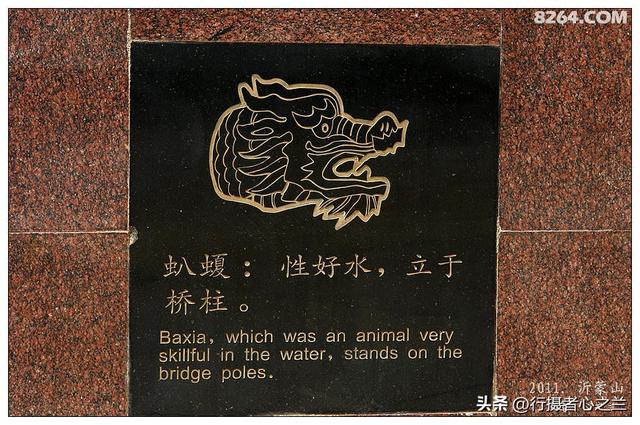 8264.COM
虲蝮： 性好水，立于
桥柱。
Baxia, which was an animal very
skillful in the water, stands on the
bridge poles.
2011. 沂蒙山
头条 @行摄者心之兰